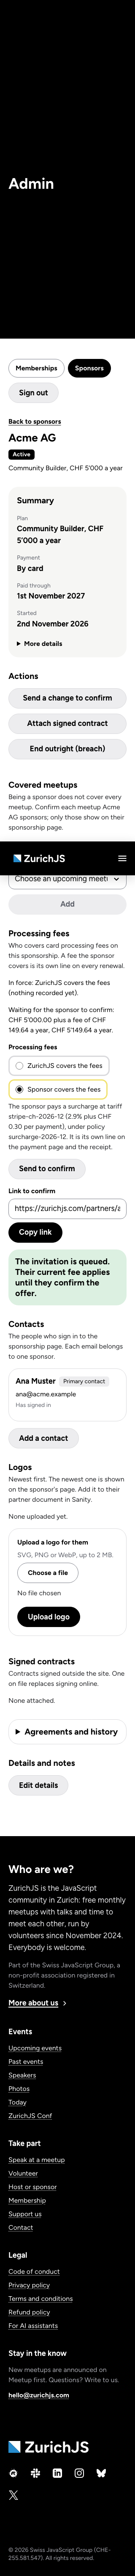 Admin
Memberships
Sponsors
Sign out
Back to sponsors
Acme AG
Active
Community Builder, CHF 5'000 a year
Summary
Plan
Community Builder, CHF
5'000 a year
Payment
By card
Paid through
1st November 2027
Started
2nd November 2026
More details
Actions
Send a change to confirm
Attach signed contract
End outright (breach)
Covered meetups
Being a sponsor does not cover every
meetup. Confirm which meetup Acme AG
sponsors; only those show on their
sponsorship page.
ZurichJS
Choose an upcoming meetu
Add
Processing fees
Who covers card processing fees on
this sponsorship. A fee the sponsor
covers is its own line on every renewal.
In force: ZurichJS covers the fees
(nothing recorded yet).
Waiting for the sponsor to confirm:
CHF 5'000.00 plus a fee of CHF
149.64 a year, CHF 5'149.64 a year.
Processing fees
ZurichJS covers the fees
Sponsor covers the fees
The sponsor pays a surcharge at tariff
stripe-ch-2026-12 (2.9% plus CHF
0.30 per payment), under policy
surcharge-2026-12. It is its own line on
the payment page and the receipt.
Send to confirm
Link to confirm
https://zurichjs.com/partners/a
Copy link
The invitation is queued.
Their current fee applies
until they confirm the
offer.
Contacts
The people who sign in to the
sponsorship page. Each email belongs
to one sponsor.
Ana Muster Primary contact
ana@acme.example
Has signed in
Add a contact
Logos
Newest first. The newest one is shown
on the sponsor's page. Add it to their
partner document in Sanity.
None uploaded yet.
Upload a logo for them
SVG, PNG or WebP, up to 2 MB.
Choose a file
No file chosen
Upload logo
Signed contracts
Contracts signed outside the site. One
on file replaces signing online.
None attached.
Agreements and history
Details and notes
Edit details
Who are we?
ZurichJS is the JavaScript
community in Zurich: free monthly
meetups with talks and time to
meet each other, run by
volunteers since November 2024.
Everybody is welcome.
Part of the Swiss JavaScript Group, a
non-profit association registered in
Switzerland.
More about us
Events
Upcoming events
Past events
Speakers
Photos
Today
ZurichJS Conf
Take part
Speak at a meetup
Volunteer
Host or sponsor
Membership
Support us
Contact
Legal
Code of conduct
Privacy policy
Terms and conditions
Refund policy
For AI assistants
Stay in the know
New meetups are announced on
Meetup first. Questions? Write to us.
hello@zurichjs.com
ZurichJS
© 2026 Swiss JavaScript Group (CHE-
255.581.547). All rights reserved.